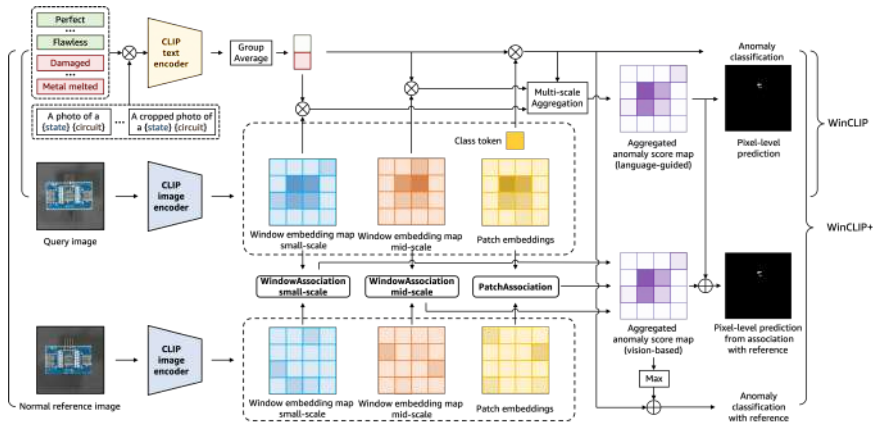 Perfect
...
Flawless
Damaged
...
Metal melted
CLIP
text
encoder
Group
Average
A photo of a
{state} {circuit}
...
A cropped photo of
a {state} {circuit}
Class token
Multi-scale
Aggregation
Anomaly
classification
Aggregated
anomaly score map
(language-guided)
Pixel-level
prediction
WinCLIP
WinCLIP+
CLIP
image
encoder
Query image
Window embedding map
small-scale
Window embedding map
mid-scale
Patch embeddings
WindowAssociation
small-scale
WindowAssociation
mid-scale
PatchAssociation
Aggregated
anomaly score map
(vision-based)
Pixel-level prediction
from association
with reference
CLIP
image
encoder
Normal reference image
Window embedding map
small-scale
Window embedding map
mid-scale
Patch embeddings
Max
Anomaly
classification
with reference